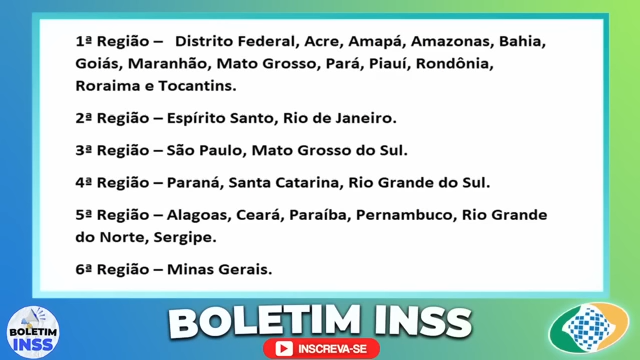 1ª Região – Distrito Federal, Acre, Amapá, Amazonas, Bahia,
Goiás, Maranhão, Mato Grosso, Pará, Piauí, Rondônia,
Roraima e Tocantins.
2ª Região – Espírito Santo, Rio de Janeiro.
3ª Região – São Paulo, Mato Grosso do Sul.
4ª Região – Paraná, Santa Catarina, Rio Grande do Sul.
5ª Região – Alagoas, Ceará, Paraíba, Pernambuco, Rio Grande
do Norte, Sergipe.
6ª Região – Minas Gerais.
BOLETIM
INSS
BOLETIM INSS
INSCREVA-SE